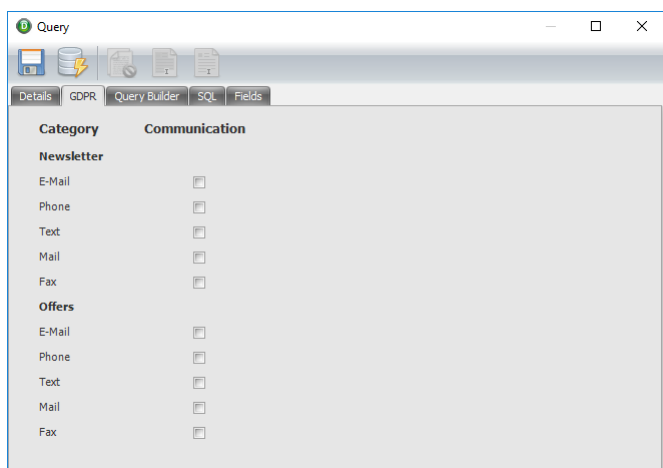 Query
Details GDPR Query Builder SQL Fields
Category Communication
Newsletter
E-Mail
Phone
Text
Mail
Fax
Offers
E-Mail
Phone
Text
Mail
Fax